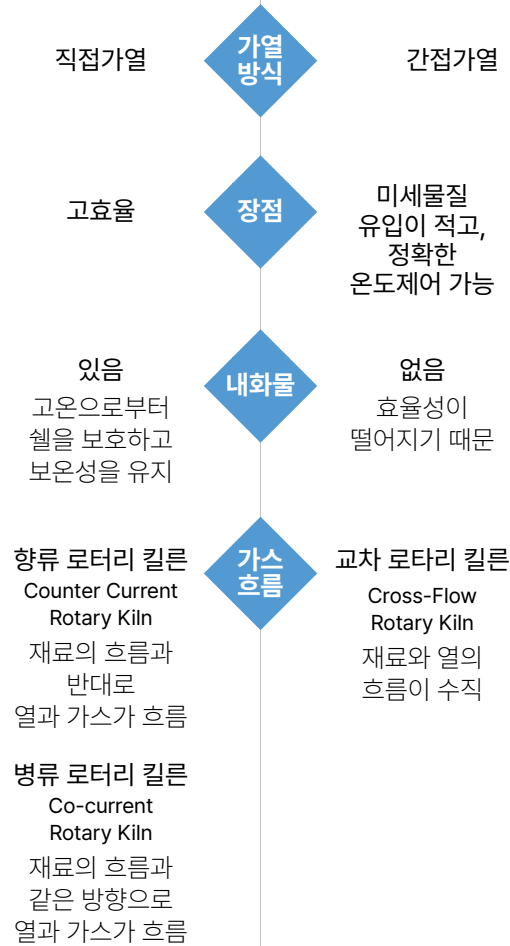 직접가열
가열
방식
간접가열
고효율
장점
미세물질
유입이 적고,
정확한
온도제어 가능
있음
고온으로부터
쉘을 보호하고
보온성을 유지
내화물
없음
효율성이
떨어지기 때문
향류 로터리 킬른
Counter Current
Rotary Kiln
재료의 흐름과
반대로
열과 가스가 흐름
가스
흐름
교차 로타리 킬른
Cross-Flow
Rotary Kiln
재료와 열의
흐름이 수직
병류 로터리 킬른
Co-current
Rotary Kiln
재료의 흐름과
같은 방향으로
열과 가스가 흐름